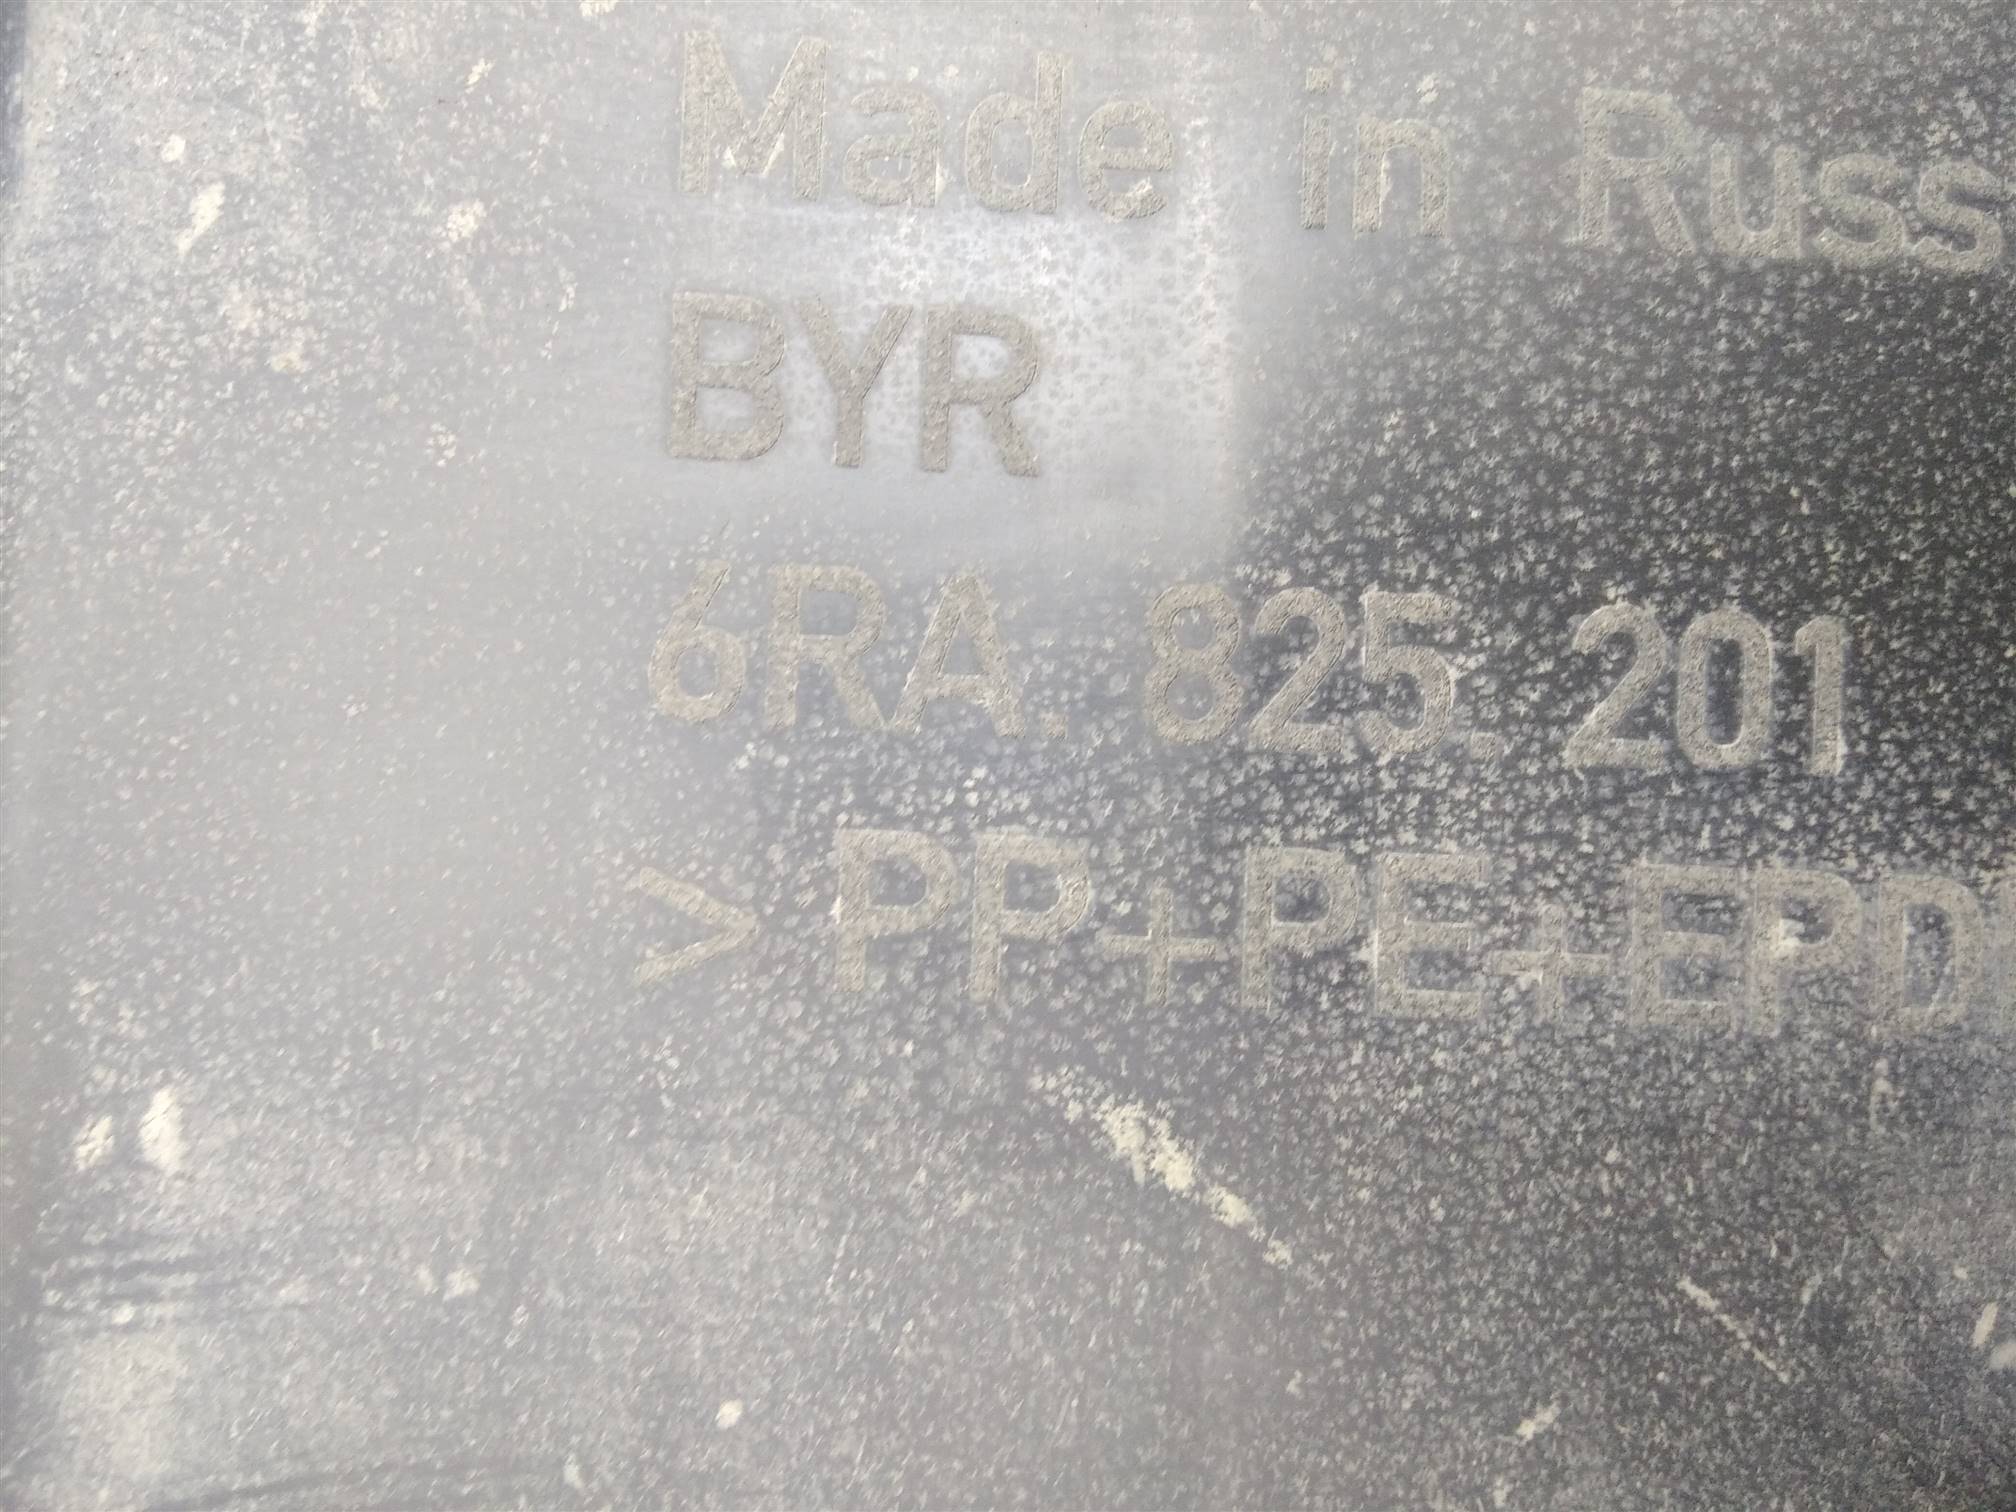 Made in Russ
BYR
6RA. 825. 201
>PP+PE+EPD